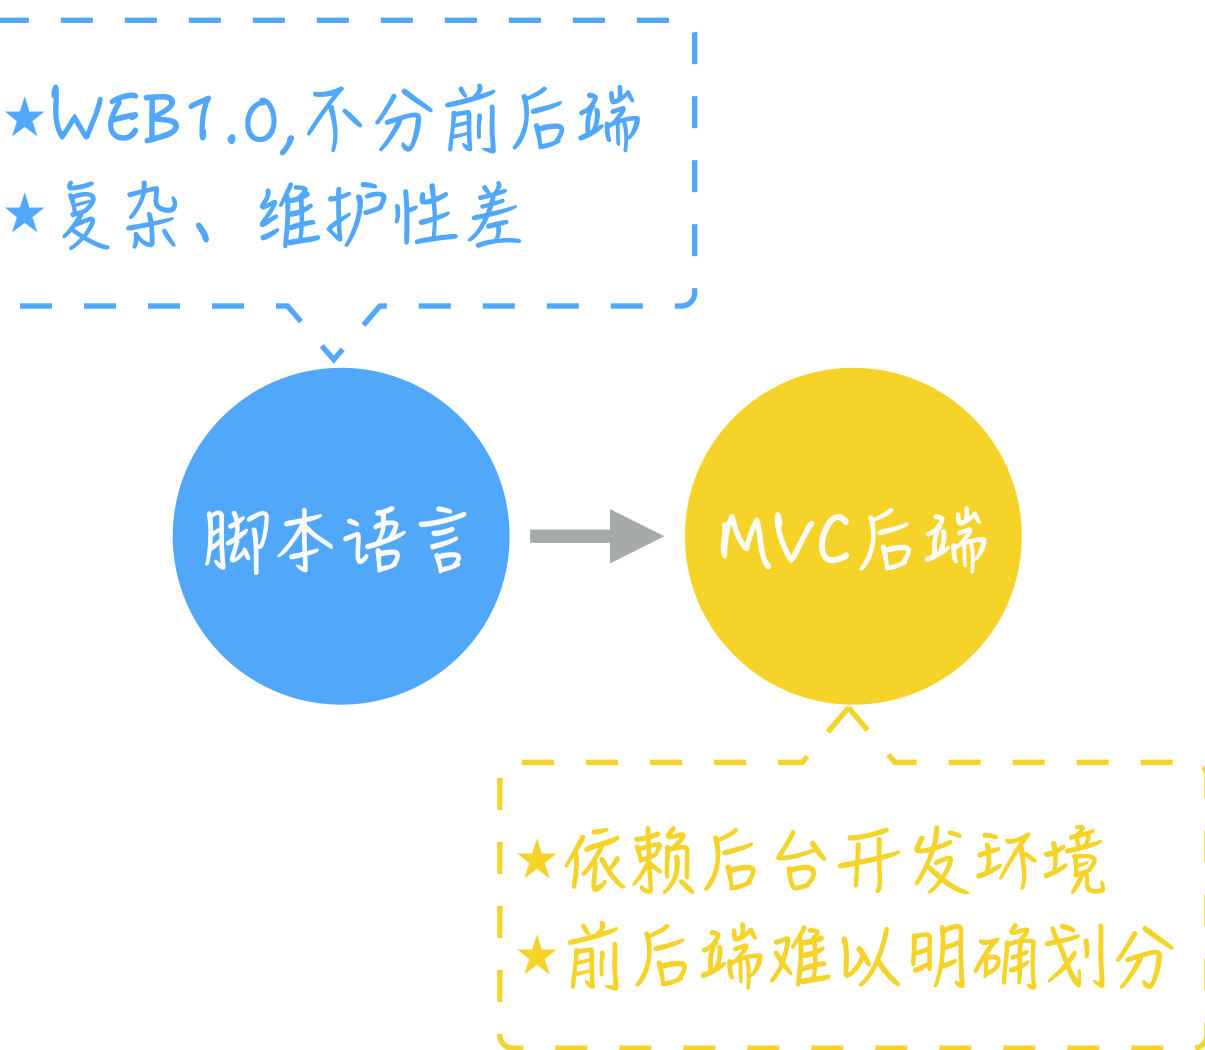 ★WEB1.0,不分前后端
★复杂、维护性差
脚本语言
MVC后端
★依赖后台开发环境
★前后端难以明确划分